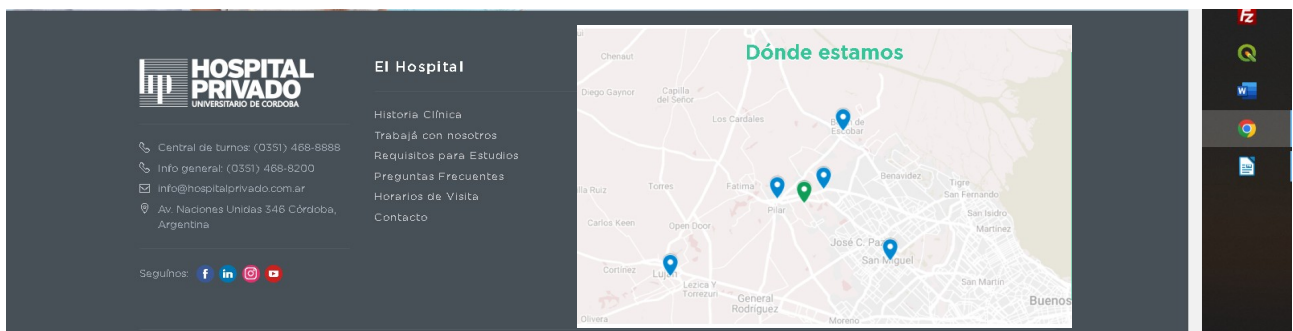 HOSPITAL
PRIVADO
UNIVERSITARIO DE CORDOBA
Central de turnos: (0351) 468-8888
Info general: (0351) 468-8200
info@hospitalprivado.com.ar
Av. Naciones Unidas 346 Córdoba,
Argentina
Seguínos:
El Hospital
Historia Clínica
Trabajá con nosotros
Requisitos para Estudios
Preguntas Frecuentes
Horarios de Visita
Contacto
Dónde estamos
Chenaut
Diego Gaynor
Capilla
del Señor
Los Cardales
de
Escobar
Benavidez
Tigre
San Fernando
Ruiz
Torres
Fatima
Pilar
San Isidro
Carlos Keen
Open Door
Martinez
José C. Paz
San Miguel
Cortinez
Luján
Lezica Y
Torrezuri
San Martin
General
Rodriguez
Buenos
Olivera
Moreno
Fz
W